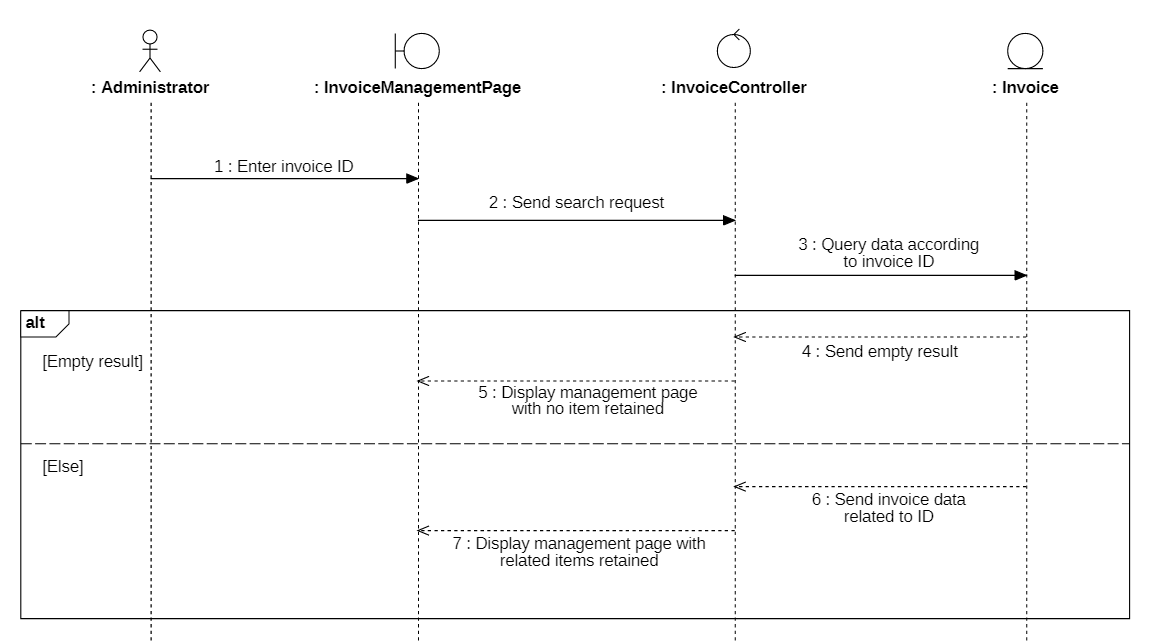 : Administrator
: InvoiceManagementPage
: InvoiceController
: Invoice
1 : Enter invoice ID
2 : Send search request
3 : Query data according
to invoice ID
alt
4 : Send empty result
[Empty result]
5 : Display management page
with no item retained
[Else]
6 : Send invoice data
related to ID
7 : Display management page with
related items retained